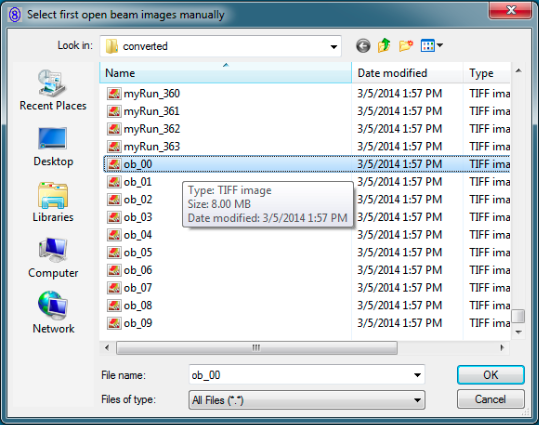 8 Select first open beam images manually
Look in: converted
Name Date modified Type
myRun_360 3/5/2014 1:57 PM TIFF ima
myRun_361 3/5/2014 1:57 PM TIFF ima
myRun_362 3/5/2014 1:57 PM TIFF ima
myRun_363 3/5/2014 1:57 PM TIFF ima
ob_00 3/5/2014 1:57 PM TIFF ima
ob_01 3/5/2014 1:57 PM TIFF ima
ob_02 3/5/2014 1:57 PM TIFF ima
ob_03 3/5/2014 1:57 PM TIFF ima
ob_04 3/5/2014 1:57 PM TIFF ima
ob_05 3/5/2014 1:57 PM TIFF ima
ob_06 3/5/2014 1:57 PM TIFF ima
ob_07 3/5/2014 1:57 PM TIFF ima
ob_08 3/5/2014 1:57 PM TIFF ima
ob_09 3/5/2014 1:57 PM TIFF ima
Type: TIFF image
Size: 8.00 MB
Date modified: 3/5/2014 1:57 PM
Recent Places
Desktop
Libraries
Computer
Network
File name: ob_00 OK
Files of type: All Files (*.*) Cancel